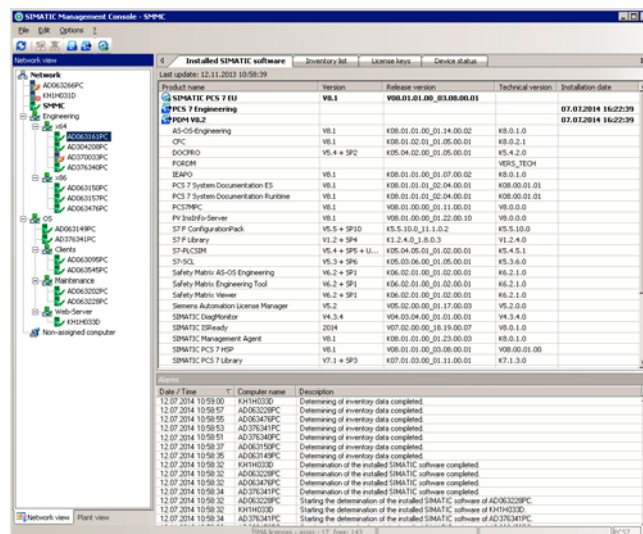 SIMATIC Management Console - SMMC
File Edit Options ?
Network view
Installed SIMATIC software Inventory list License keys Device status
Last update: 12.11.2013 10:58:39
Network
AD063266PC
KH1H031D
SMMC
Engineering
x64
AD063161PC
AD304208PC
AD370033PC
AD376340PC
x86
AD063150PC
AD063157PC
AD063476PC
OS
AD063149PC
AD376341PC
Clients
AD063095PC
AD063545PC
Maintenance
AD063202PC
AD063228PC
Web-Server
KH1H033D
Non-assigned computer
Product name Version Release version Technical version Installation date
SIMATIC PCS 7 EU V8.1 V08.01.01.00_03.08.00.01
PCS 7 Engineering 07.07.2014 16:22:39
PDM V8.2 07.07.2014 16:22:39
AS-OS-Engineering V8.1 K08.01.01.00_01.14.00.02 K8.0.1.0
CFC V8.1 K08.02.01.01_01.05.00.01 K8.0.2.1
DOCPRO V5.4 + SP2 K05.04.02.00_01.05.00.01 K5.4.2.0
FORDM VERS_TECH
IEAPO V8.1 K08.01.01.00_01.07.00.02 K8.0.1.0
PCS 7 System Documentation ES V8.1 K08.01.01.01_02.04.00.01 K08.00.01.01
PCS 7 System Documentation Runtime V8.1 K08.01.01.01_02.04.00.01 K08.00.01.01
PCS7MPC V8.1 K08.00.00.00_01.11.00.01 K8.0.0.0
PV InsInfo-Server V8.1 K08.01.00.00_01.22.00.10 V8.0.0.0
S7 F ConfigurationPack V5.5 + SP10 K5.5.10.0_11.1.0.2 K5.5.10.0
S7 F Library V1.2 + SP4 K1.2.4.0_1.8.0.3 V1.2.4.0
S7-PLCSIM V5.4 + SP5 + U... K05.04.05.01_01.02.00.01 K5.4.5.1
S7-SCL V5.3 + SP6 K05.03.06.00_01.05.00.01 K5.3.6.0
Safety Matrix AS-OS Engineering V6.2 + SP1 K06.02.01.00_01.00.00.01 K6.2.1.0
Safety Matrix Engineering Tool V6.2 + SP1 K06.02.01.00_01.00.00.01 K6.2.1.0
Safety Matrix Viewer V6.2 + SP1 K06.02.01.00_01.02.00.01 K6.2.1.0
Siemens Automation License Manager V5.2 V05.02.00.00_01.17.00.03 V5.2.0.0
SIMATIC DiagMonitor V4.3.4 V04.03.04.00_01.01.00.01 V4.3.4.0
SIMATIC ISReady 2014 V07.02.00.00_18.19.00.07 V8.0.1.0
SIMATIC Management Agent V8.1 K08.01.01.00_01.23.00.03 K8.0.1.0
SIMATIC PCS 7 HSP V8.1 V08.01.01.00_03.08.00.01 V08.00.01.00
SIMATIC PCS 7 Library V7.1 + SP3 K07.01.03.00_01.11.00.01 K7.1.3.0
Alarms
Date / Time Computer name Description
12.07.2014 10:59:00 KH1H033D Determining of inventory data completed.
12.07.2014 10:58:57 AD063228PC Determining of inventory data completed.
12.07.2014 10:58:55 AD063476PC Determining of inventory data completed.
12.07.2014 10:58:53 AD376341PC Determining of inventory data completed.
12.07.2014 10:58:51 AD376340PC Determining of inventory data completed.
12.07.2014 10:58:37 AD063150PC Determining of inventory data completed.
12.07.2014 10:58:35 AD063149PC Determining of inventory data completed.
12.07.2014 10:58:32 KH1H033D Determination of the installed SIMATIC software completed.
12.07.2014 10:58:32 AD063228PC Determination of the installed SIMATIC software completed.
12.07.2014 10:58:32 AD063476PC Determination of the installed SIMATIC software completed.
12.07.2014 10:58:34 AD376341PC Determination of the installed SIMATIC software completed.
12.07.2014 10:58:32 AD063228PC Starting the determination of the installed SIMATIC software of AD063228PC.
12.07.2014 10:58:32 KH1H033D Starting the determination of the installed SIMATIC software of KH1H033D.
12.07.2014 10:58:34 AD376341PC Starting the determination of the installed SIMATIC software of AD376341PC.
Network view Plant view